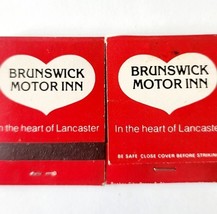 BRUNSWICK
MOTOR INN
In the heart of Lancaster
BRUNSWICK
MOTOR INN
In the heart of Lancaste
BE SAFE CLOSE COVER BEFORE STRIKING